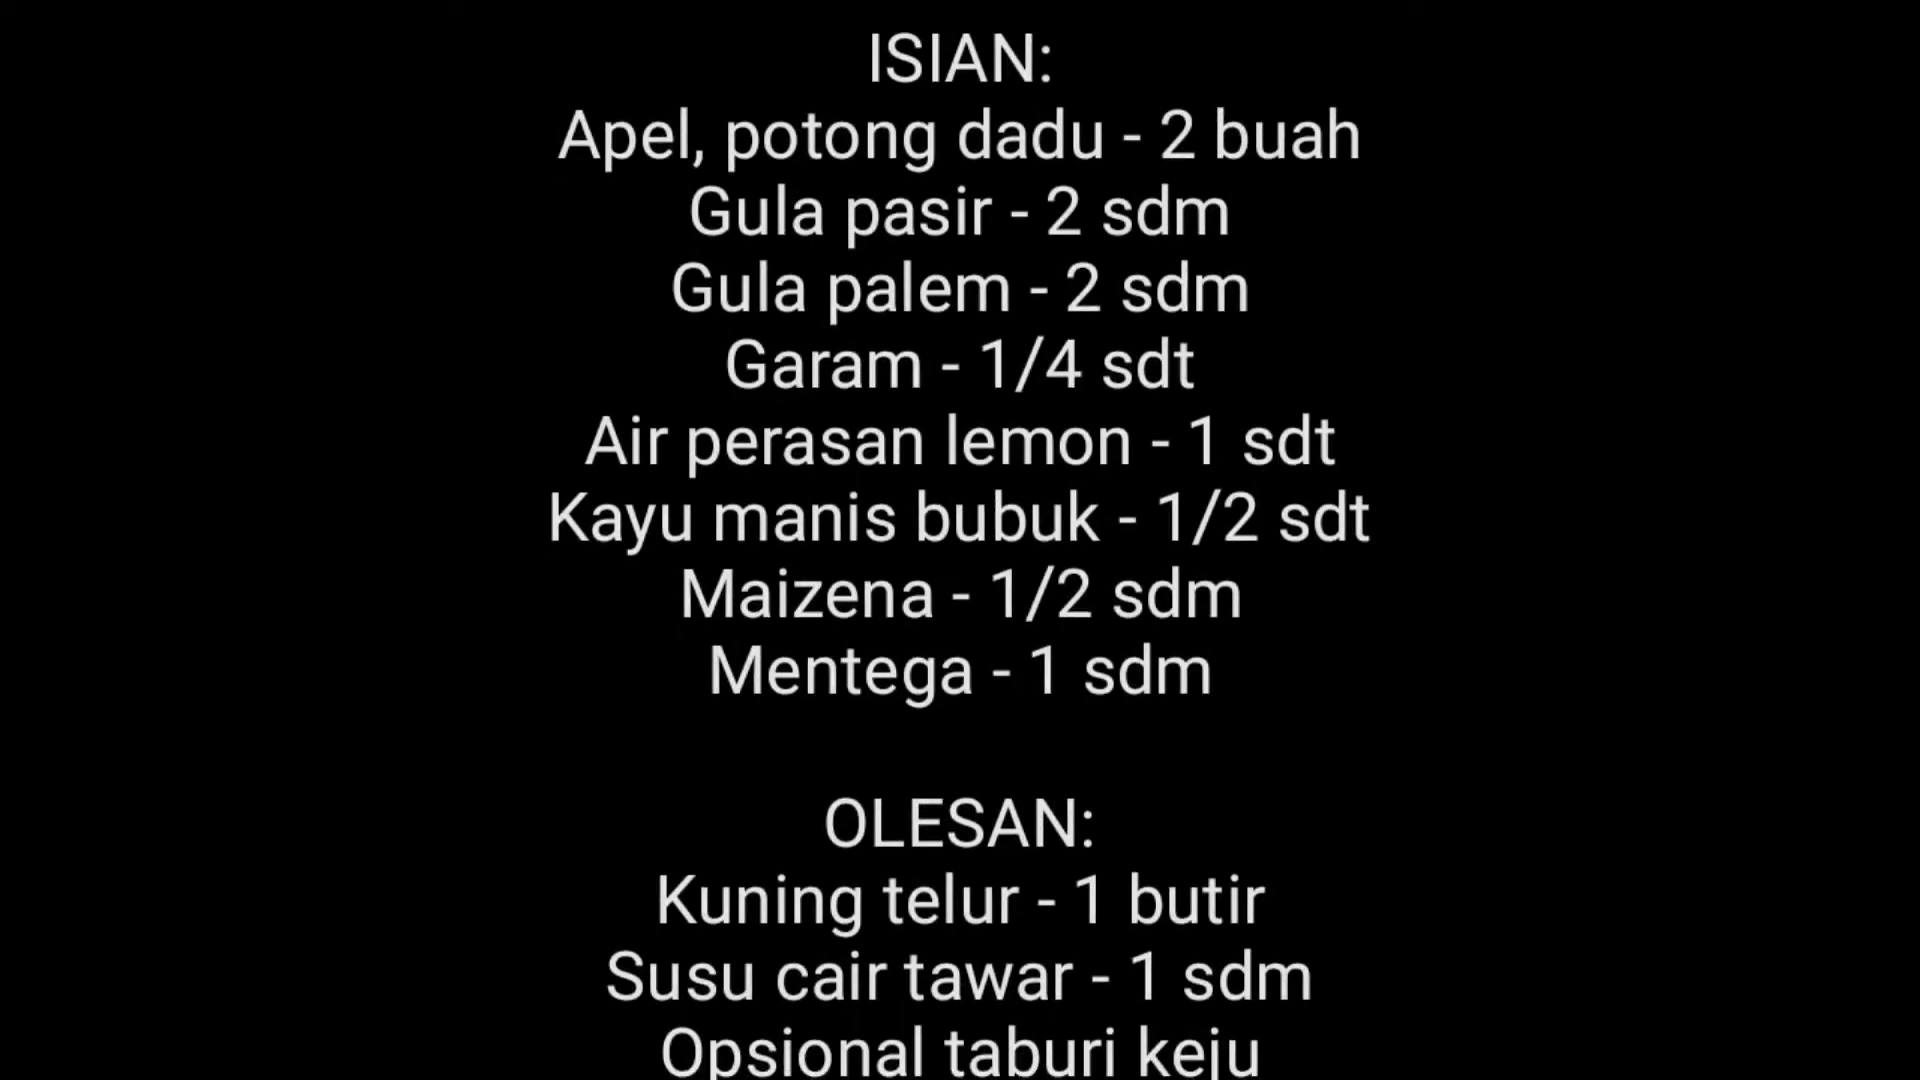 ISIAN:
Apel, potong dadu - 2 buah
Gula pasir - 2 sdm
Gula palem - 2 sdm
Garam - 1/4 sdt
Air perasan lemon - 1 sdt
Kayu manis bubuk - 1/2 sdt
Maizena - 1/2 sdm
Mentega - 1 sdm
OLESAN:
Kuning telur - 1 butir
Susu cair tawar - 1 sdm
Opsional taburi keju